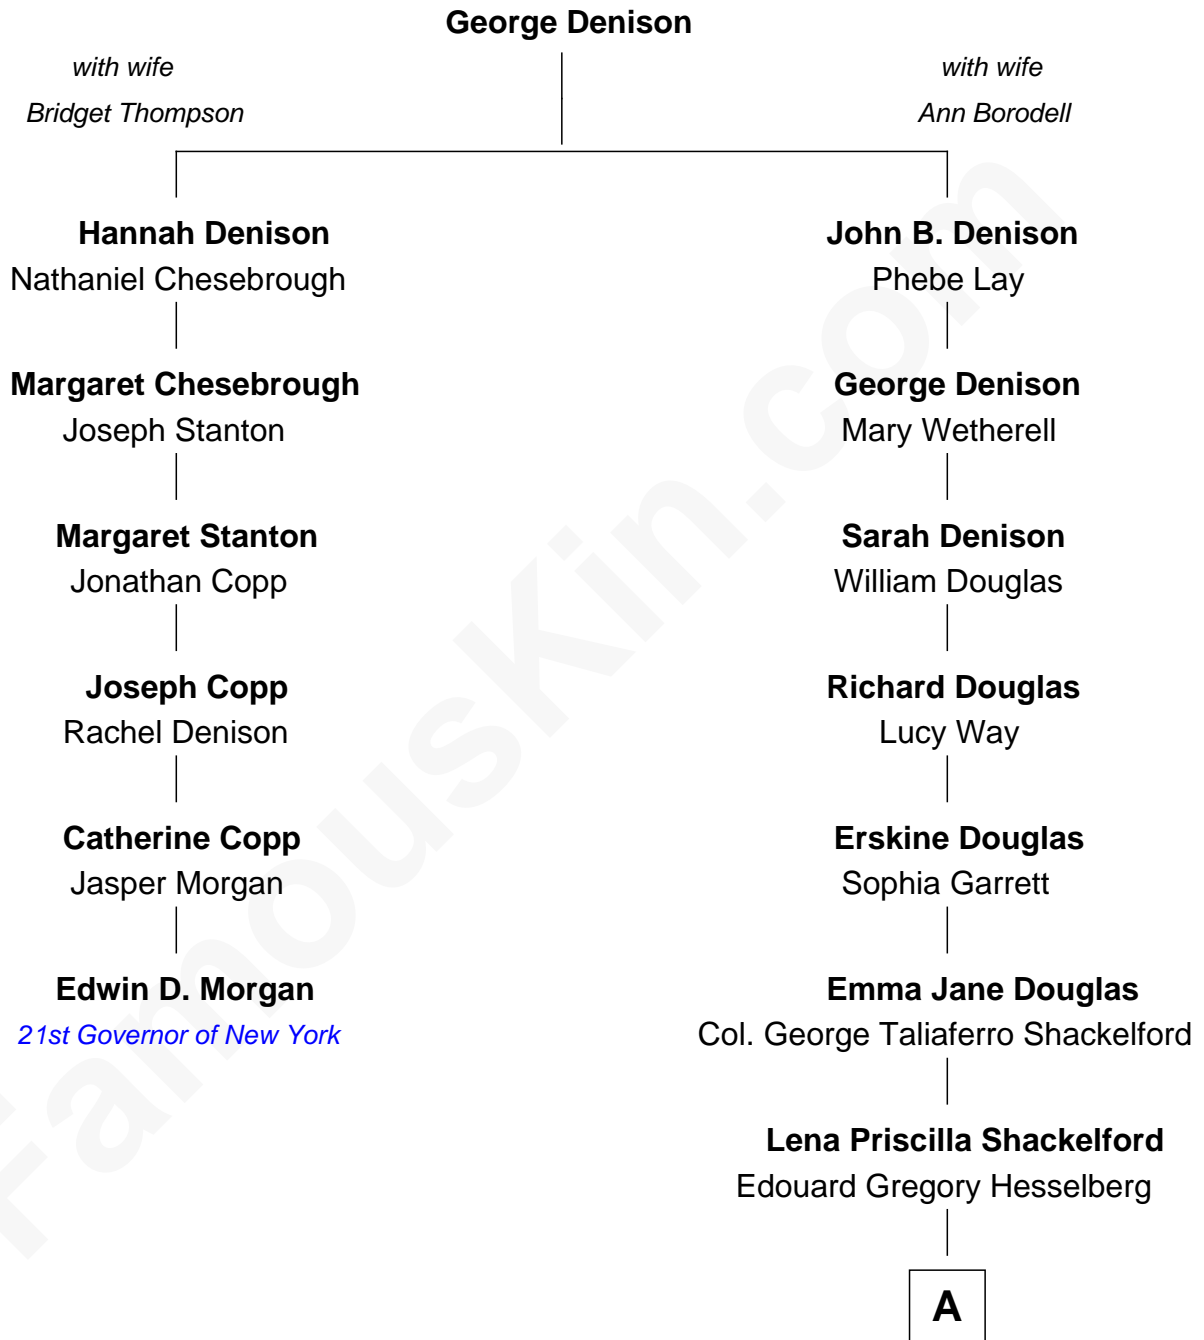 George Denison
with wife
Bridget Thompson
with wife
Ann Borodell
Hannah Denison
Nathaniel Chesebrough
John B. Denison
Phebe Lay
Margaret Chesebrough
Joseph Stanton
George Denison
Mary Wetherell
Margaret Stanton
Jonathan Copp
Sarah Denison
William Douglas
Joseph Copp
Rachel Denison
Richard Douglas
Lucy Way
Catherine Copp
Jasper Morgan
Erskine Douglas
Sophia Garrett
Edwin D. Morgan
21st Governor of New York
Emma Jane Douglas
Col. George Taliaferro Shackelford
Lena Priscilla Shackelford
Edouard Gregory Hesselberg
A
FamousKin.com